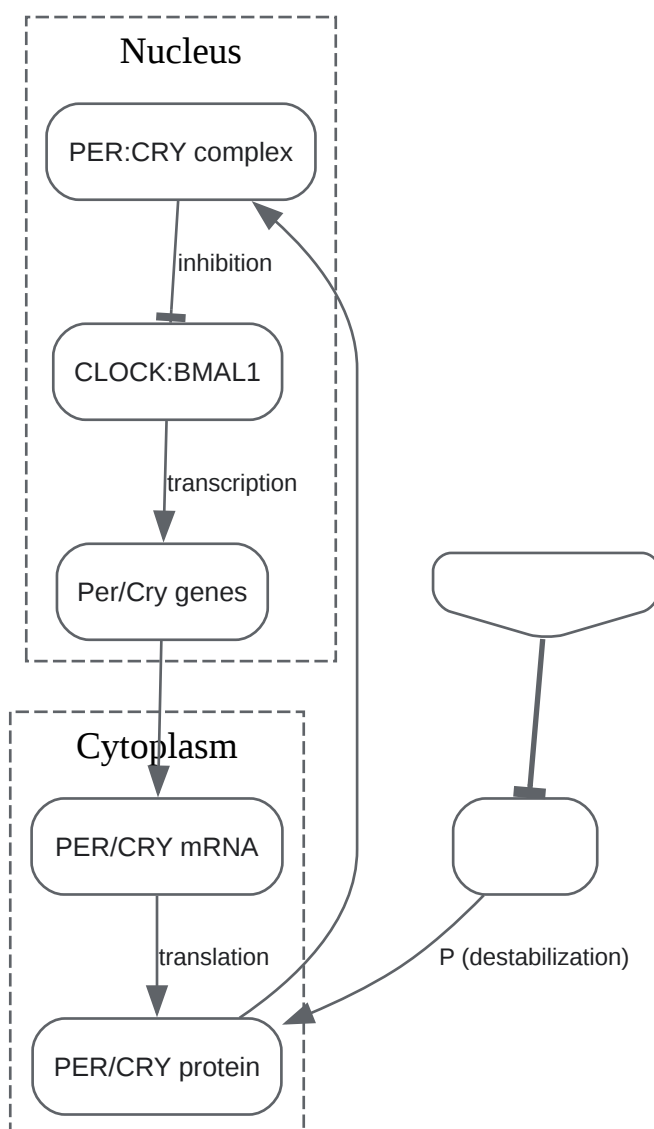 Nucleus
PER:CRY complex
inhibition
CLOCK:BMAL1
transcription
Per/Cry genes
Cytoplasm
PER/CRY mRNA
translation
P (destabilization)
PER/CRY protein